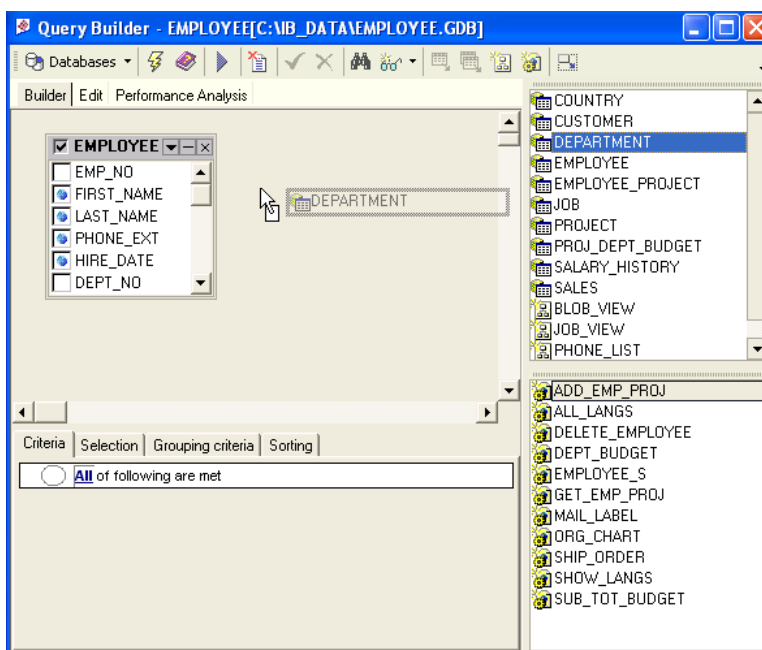 Query Builder - EMPLOYEE[C:\IB_DATA\EMPLOYEE.GDB]
Databases
Builder Edit Performance Analysis
EMPLOYEE
EMP_NO
FIRST_NAME
LAST_NAME
PHONE_EXT
HIRE_DATE
DEPT_NO
DEPARTMENT
COUNTRY
CUSTOMER
DEPARTMENT
EMPLOYEE
EMPLOYEE_PROJECT
JOB
PROJECT
PROJ_DEPT_BUDGET
SALARY_HISTORY
SALES
BLOB_VIEW
JOB_VIEW
PHONE_LIST
Criteria Selection Grouping criteria Sorting
All of following are met
ADD_EMP_PROJ
ALL_LANGS
DELETE_EMPLOYEE
DEPT_BUDGET
EMPLOYEE_S
GET_EMP_PROJ
MAIL_LABEL
ORG_CHART
SHIP_ORDER
SHOW_LANGS
SUB_TOT_BUDGET